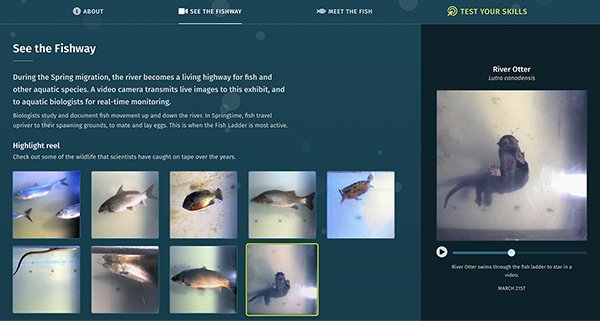 ABOUT
SEE THE FISHWAY
MEET THE FISH
TEST YOUR SKILLS
See the Fishway
During the Spring migration, the river becomes a living highway for fish and
other aquatic species. A video camera transmits live images to this exhibit, and
to aquatic biologists for real-time monitoring.
Biologists study and document fish movement up and down the river. In Springtime, fish travel
upriver to their spawning grounds, to mate and lay eggs. This is when the Fish Ladder is most active.
Highlight reel
Check out some of the wildlife that scientists have caught on tape over the years.
River Otter
Lutra canadensis
River Otter swims through the fish ladder to star in a
video.
MARCH 21ST